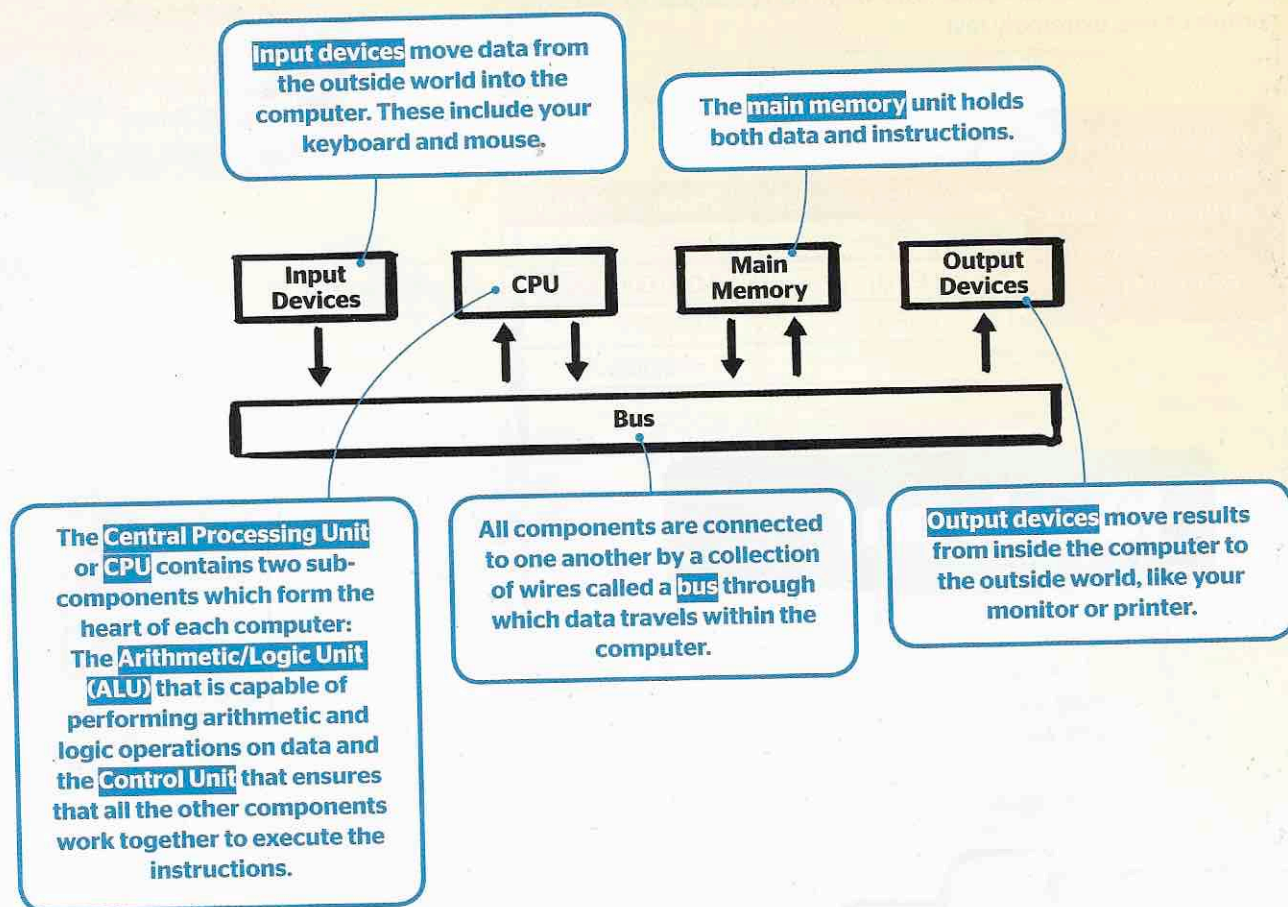 Input devices move data from
the outside world into the
computer. These include your
keyboard and mouse.
The main memory unit holds
both data and instructions.
Input
Devices
CPU
Main
Memory
Output
Devices
Bus
The Central Processing Unit
or CPU contains two sub-
components which form the
heart of each computer:
The Arithmetic/Logic Unit
(ALU) that is capable of
performing arithmetic and
logic operations on data and
the Control Unit that ensures
that all the other components
work together to execute the
instructions.
All components are connected
to one another by a collection
of wires called a bus through
which data travels within the
computer.
Output devices move results
from inside the computer to
the outside world, like your
monitor or printer.